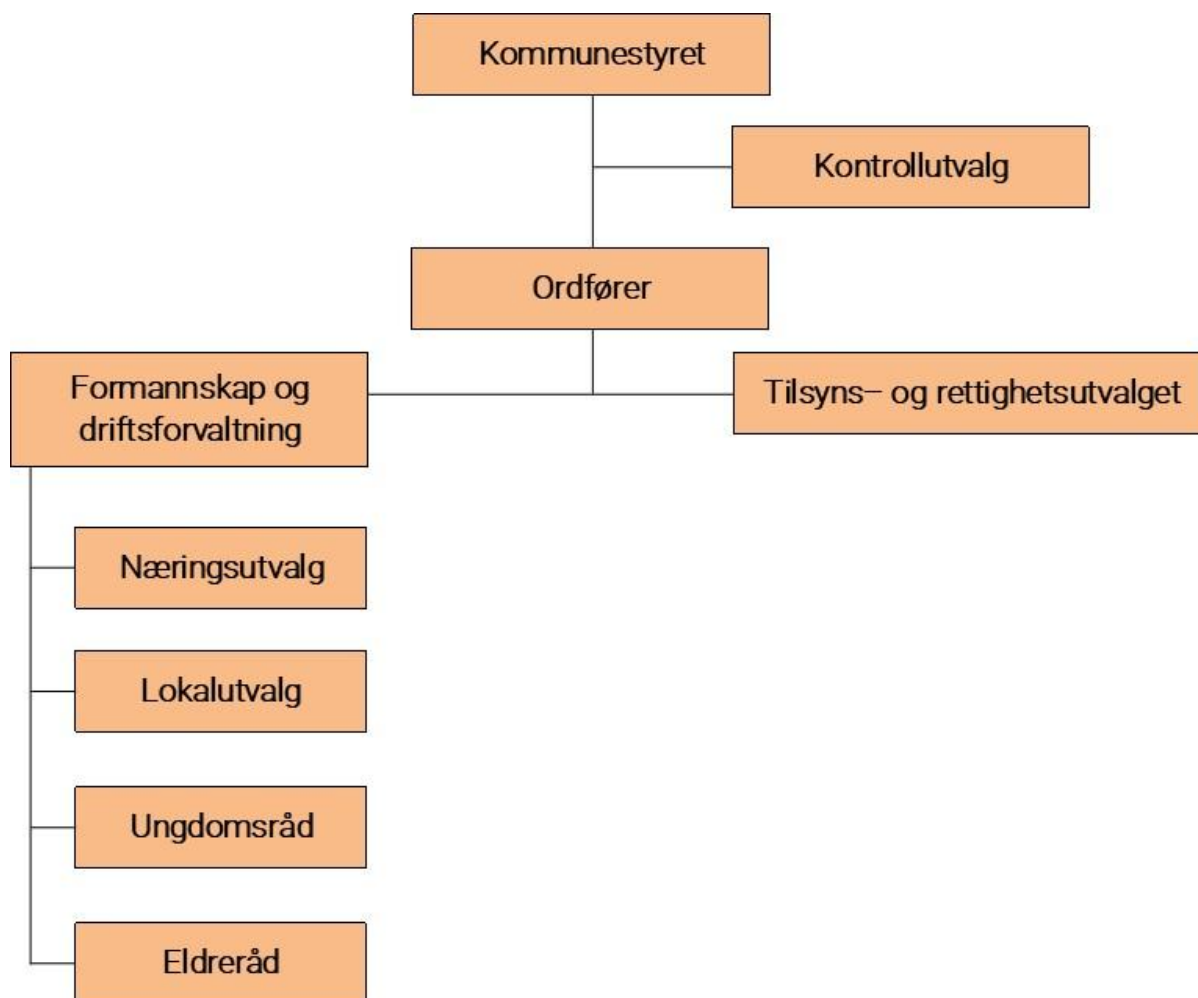 Kommunestyret
Kontrollutvalg
Ordfører
Formannskap og
driftsforvaltning
Tilsyns– og rettighetsutvalget
Næringsutvalg
Lokalutvalg
Ungdomsråd
Eldreråd